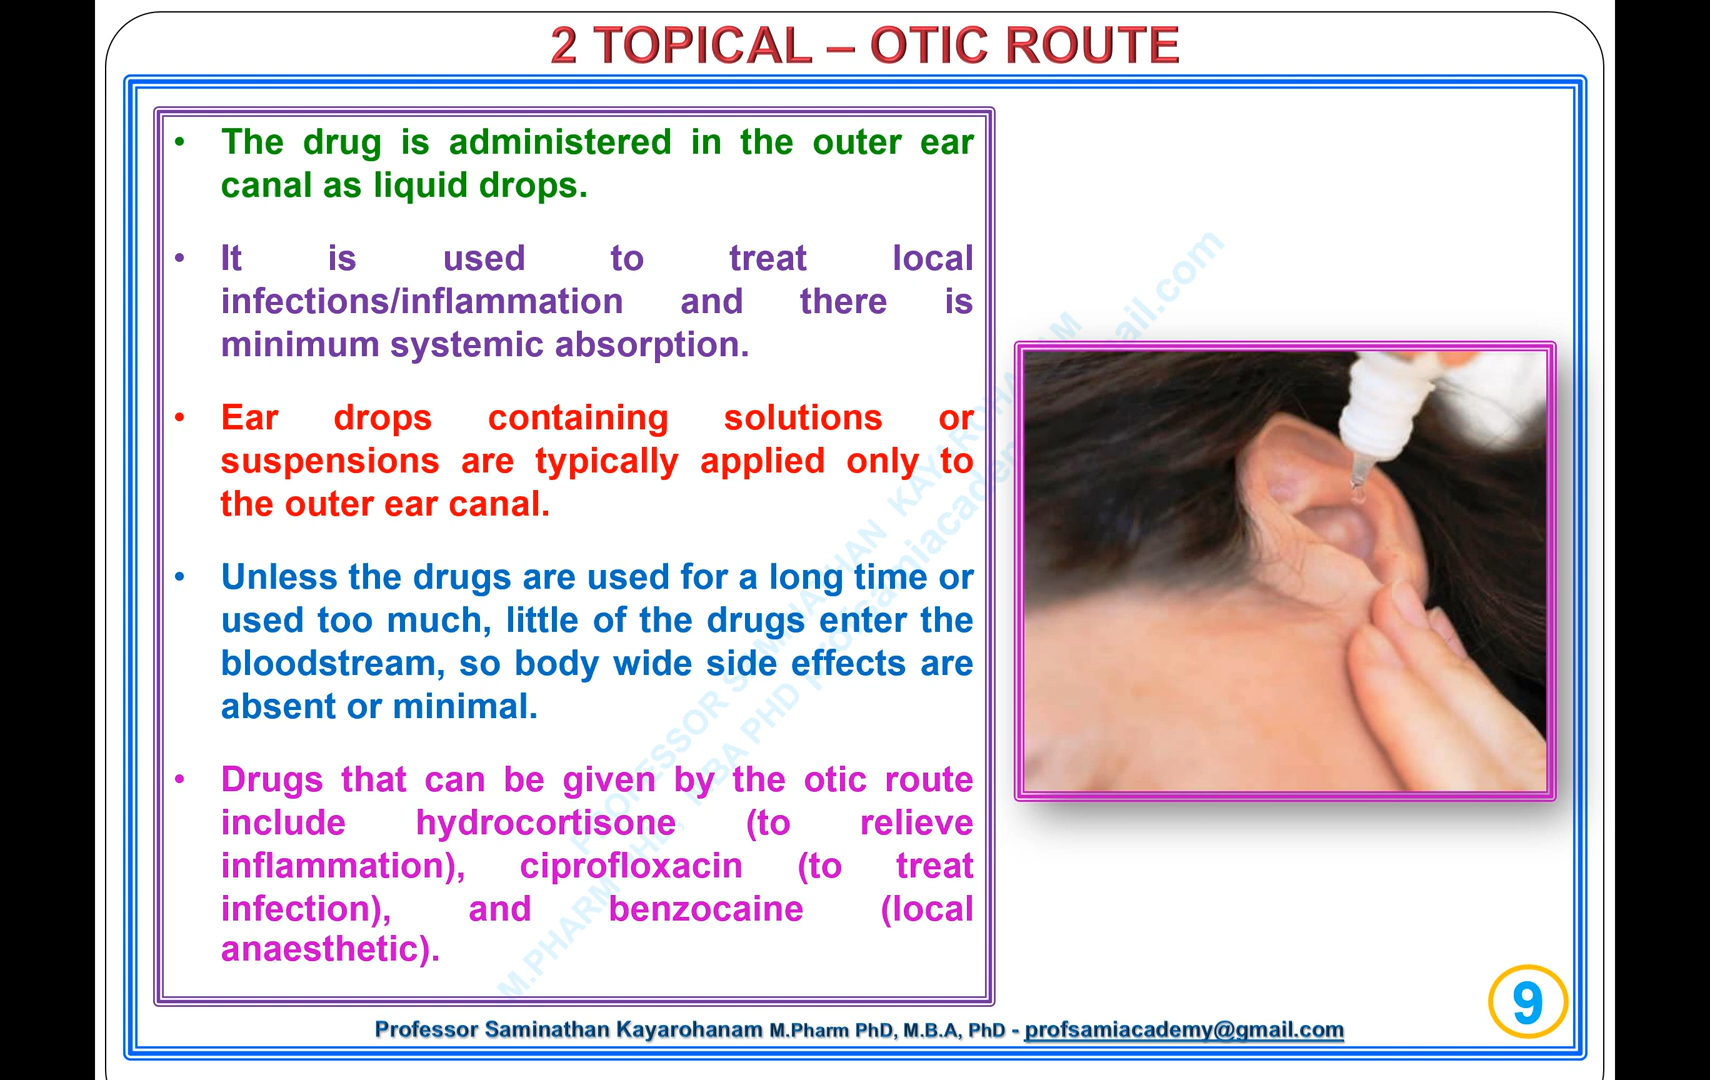 2 TOPICAL – OTIC ROUTE
• The drug is administered in the outer ear
canal as liquid drops.
• It is used to treat local
infections/inflammation and there is
minimum systemic absorption.
• Ear drops containing solutions or
suspensions are typically applied only to
the outer ear canal.
• Unless the drugs are used for a long time or
used too much, little of the drugs enter the
bloodstream, so body wide side effects are
absent or minimal.
• Drugs that can be given by the otic route
include hydrocortisone (to relieve
inflammation), ciprofloxacin (to treat
infection), and benzocaine (local
anaesthetic).
9
Professor Saminathan Kayarohanam M.Pharm PhD, M.B.A, PhD - profsamiacademy@gmail.com